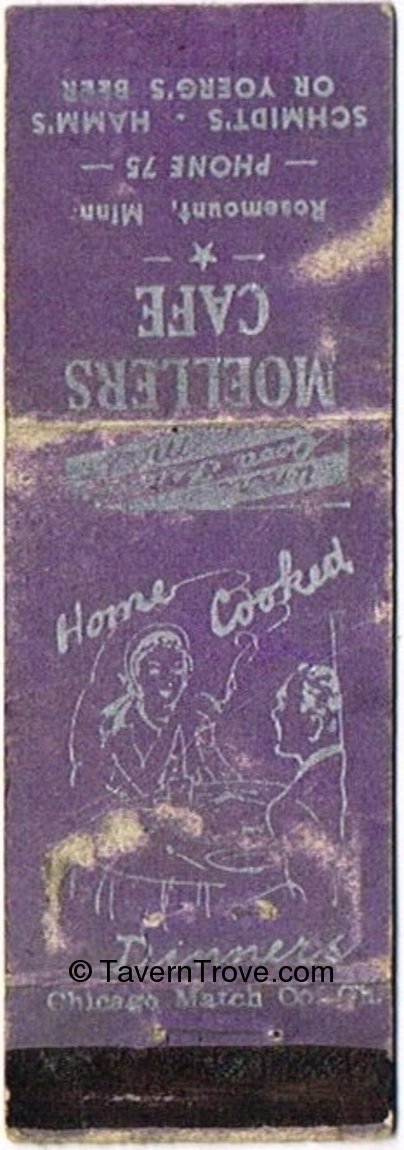 MOELLERS
CAFE
Rosemount, Minn.
— PHONE 75 —
SCHMIDT'S - HAMM'S
OR YOERG'S BEER
Home Cooked
Dinners
© TavernTrove.com
Chicago Match Co.